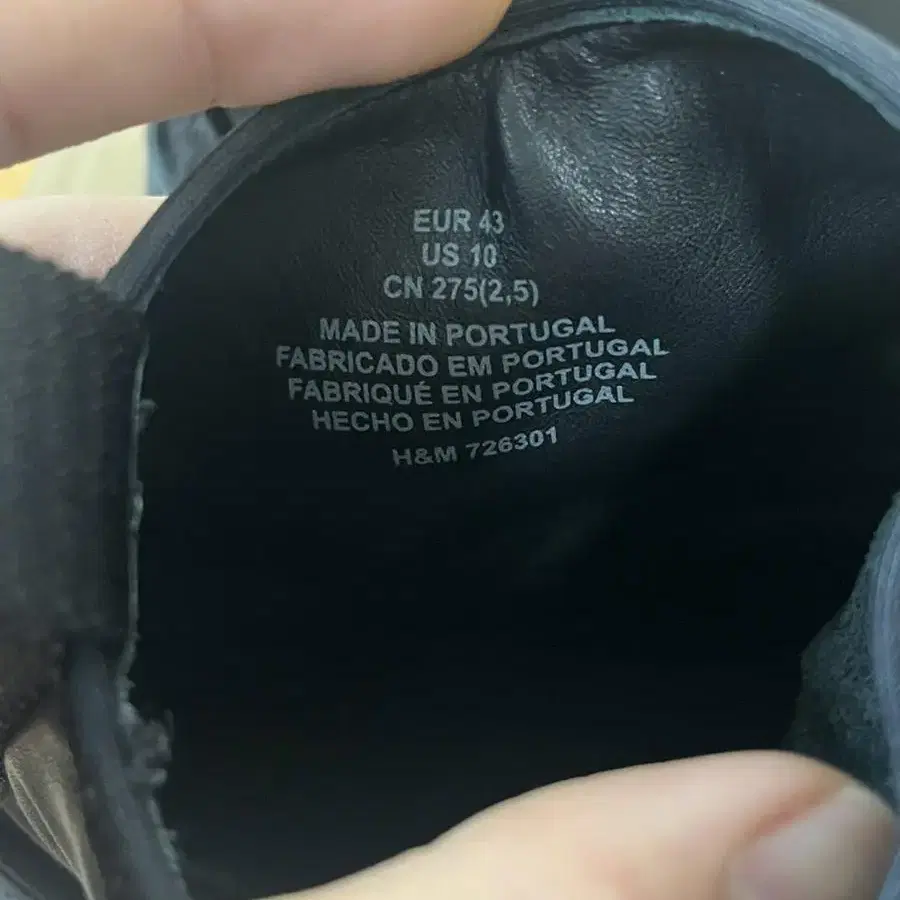 EUR 43
US 10
CN 275(2,5)
MADE IN PORTUGAL
FABRICADO EM PORTUGAL
FABRIQUÉ EN PORTUGAL
HECHO EN PORTUGAL
H&M 726301